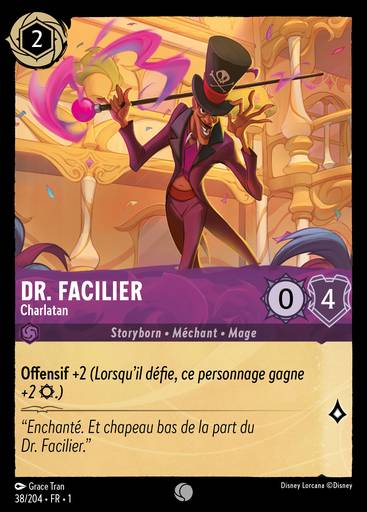 2
DR. FACILIER
Charlatan
0
4
Storyborn • Méchant • Mage
Offensif +2 (Lorsqu'il défie, ce personnage gagne
+2 .)
“Enchanté. Et chapeau bas de la part du
Dr. Facilier.”
Grace Tran
38/204 • FR • 1
Disney Lorcana ©Disney